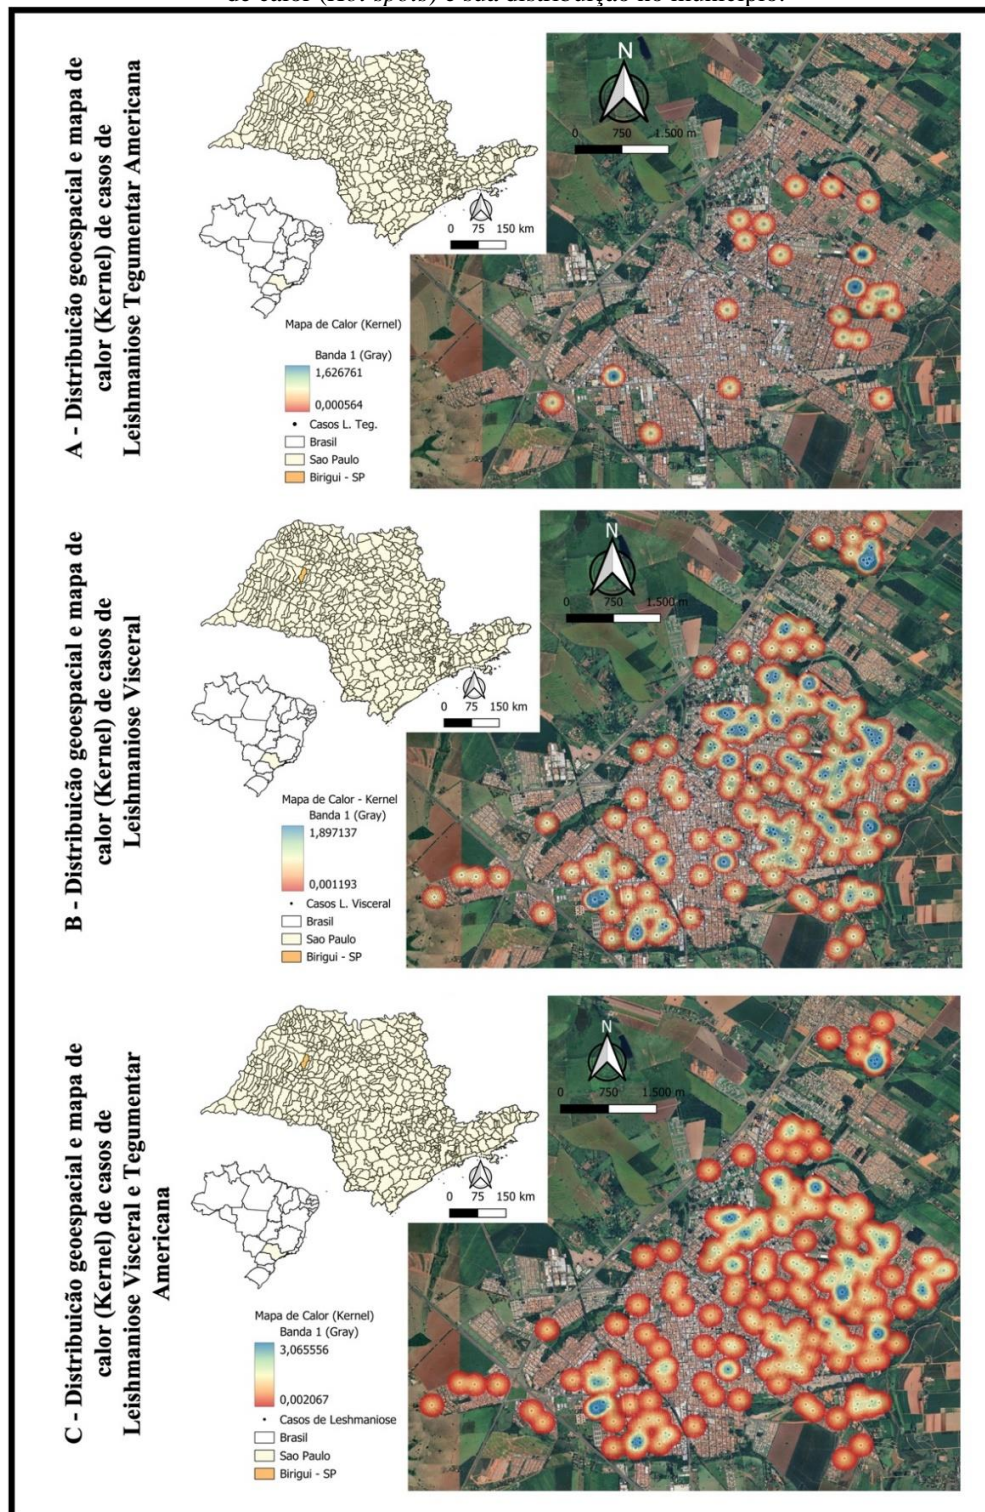 de calor (Hot spots) e sua distribuição no município.
A - Distribuicão geoespacial e mapa de
calor (Kernel) de casos de
Leishmaniose Tegumentar Americana
N
0 750 1.500 m
0 75 150 km
Mapa de Calor (Kernel)
Banda 1 (Gray)
1,626761
0,000564
Casos L. Teg.
Brasil
Sao Paulo
Birigui - SP
B - Distribuicão geoespacial e mapa de
calor (Kernel) de casos de
Leishmaniose Visceral
N
0 750 1.500 m
0 75 150 km
Mapa de Calor - Kernel
Banda 1 (Gray)
1,897137
0,001193
Casos L. Visceral
Brasil
Sao Paulo
Birigui - SP
C - Distribuicão geoespacial e mapa de
calor (Kernel) de casos de
Leishmaniose Visceral e Tegumentar
Americana
N
0 750 1.500 m
0 75 150 km
Mapa de Calor (Kernel)
Banda 1 (Gray)
3,065556
0,002067
Casos de Leshmaniose
Brasil
Sao Paulo
Birigui - SP